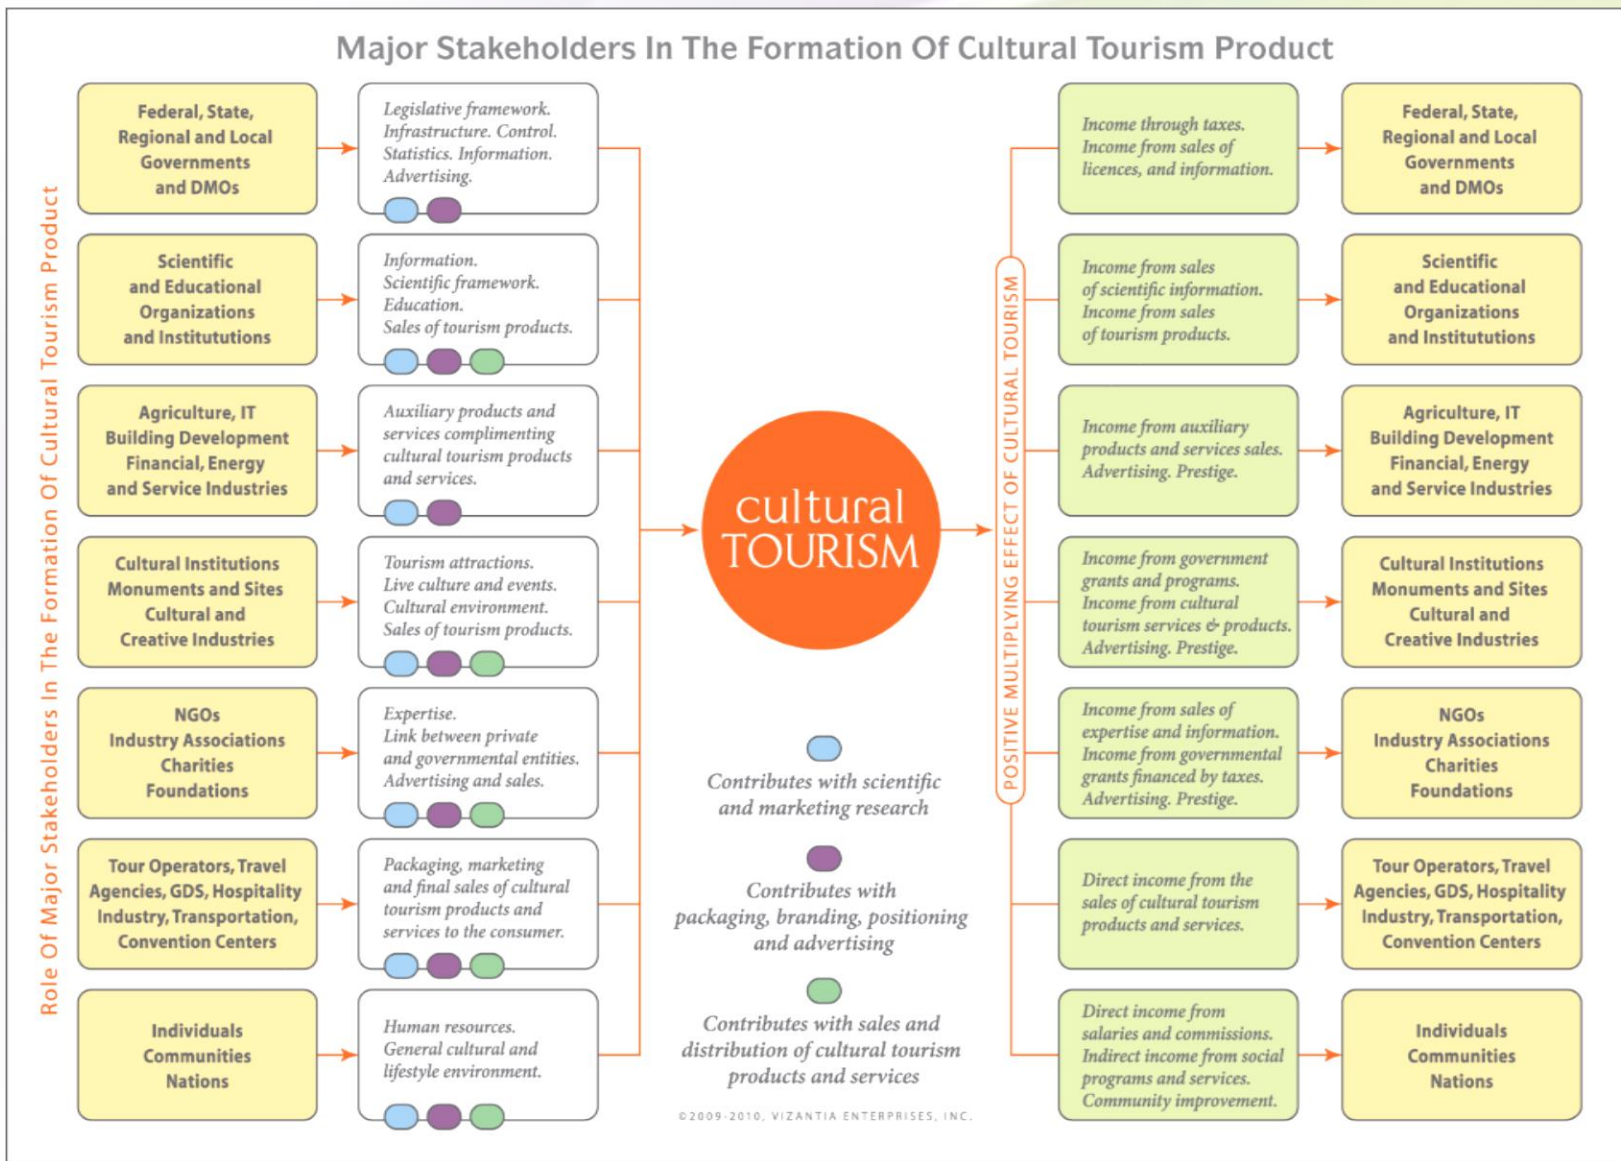 Major Stakeholders In The Formation Of Cultural Tourism Product
Role Of Major Stakeholders In The Formation Of Cultural Tourism Product
Federal, State,
Regional and Local
Governments
and DMOs
Legislative framework.
Infrastructure. Control.
Statistics. Information.
Advertising.
Scientific
and Educational
Organizations
and Institututions
Information.
Scientific framework.
Education.
Sales of tourism products.
Agriculture, IT
Building Development
Financial, Energy
and Service Industries
Auxiliary products and
services complimenting
cultural tourism products
and services.
Cultural Institutions
Monuments and Sites
Cultural and
Creative Industries
Tourism attractions.
Live culture and events.
Cultural environment.
Sales of tourism products.
NGOs
Industry Associations
Charities
Foundations
Expertise.
Link between private
and governmental entities.
Advertising and sales.
Tour Operators, Travel
Agencies, GDS, Hospitality
Industry, Transportation,
Convention Centers
Packaging, marketing
and final sales of cultural
tourism products and
services to the consumer.
Individuals
Communities
Nations
Human resources.
General cultural and
lifestyle environment.
cultural
TOURISM
Contributes with scientific
and marketing research
Contributes with
packaging, branding, positioning
and advertising
Contributes with sales and
distribution of cultural tourism
products and services
©2009-2010, VIZANTIA ENTERPRISES, INC.
POSITIVE MULTIPLYING EFFECT OF CULTURAL TOURISM
Income through taxes.
Income from sales of
licences, and information.
Federal, State,
Regional and Local
Governments
and DMOs
Income from sales
of scientific information.
Income from sales
of tourism products.
Scientific
and Educational
Organizations
and Institututions
Income from auxiliary
products and services sales.
Advertising. Prestige.
Agriculture, IT
Building Development
Financial, Energy
and Service Industries
Income from government
grants and programs.
Income from cultural
tourism services & products.
Advertising. Prestige.
Cultural Institutions
Monuments and Sites
Cultural and
Creative Industries
Income from sales of
expertise and information.
Income from governmental
grants financed by taxes.
Advertising. Prestige.
NGOs
Industry Associations
Charities
Foundations
Direct income from the
sales of cultural tourism
products and services.
Tour Operators, Travel
Agencies, GDS, Hospitality
Industry, Transportation,
Convention Centers
Direct income from
salaries and commissions.
Indirect income from social
programs and services.
Community improvement.
Individuals
Communities
Nations